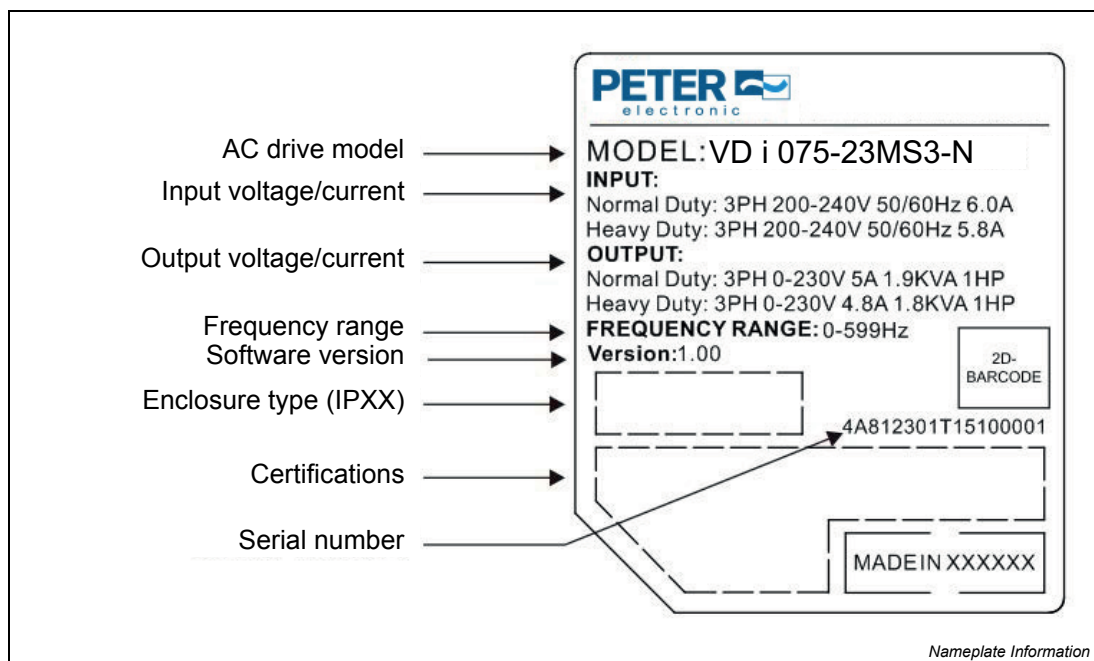 PETER
electronic
AC drive model
MODEL: VD i 075-23MS3-N
Input voltage/current
INPUT:
Normal Duty: 3PH 200-240V 50/60Hz 6.0A
Heavy Duty: 3PH 200-240V 50/60Hz 5.8A
Output voltage/current
OUTPUT:
Normal Duty: 3PH 0-230V 5A 1.9KVA 1HP
Heavy Duty: 3PH 0-230V 4.8A 1.8KVA 1HP
Frequency range
FREQUENCY RANGE: 0-599Hz
Software version
Version:1.00
2D-
BARCODE
Enclosure type (IPXX)
4A812301T15100001
Certifications
Serial number
MADE IN XXXXXX
Nameplate Information